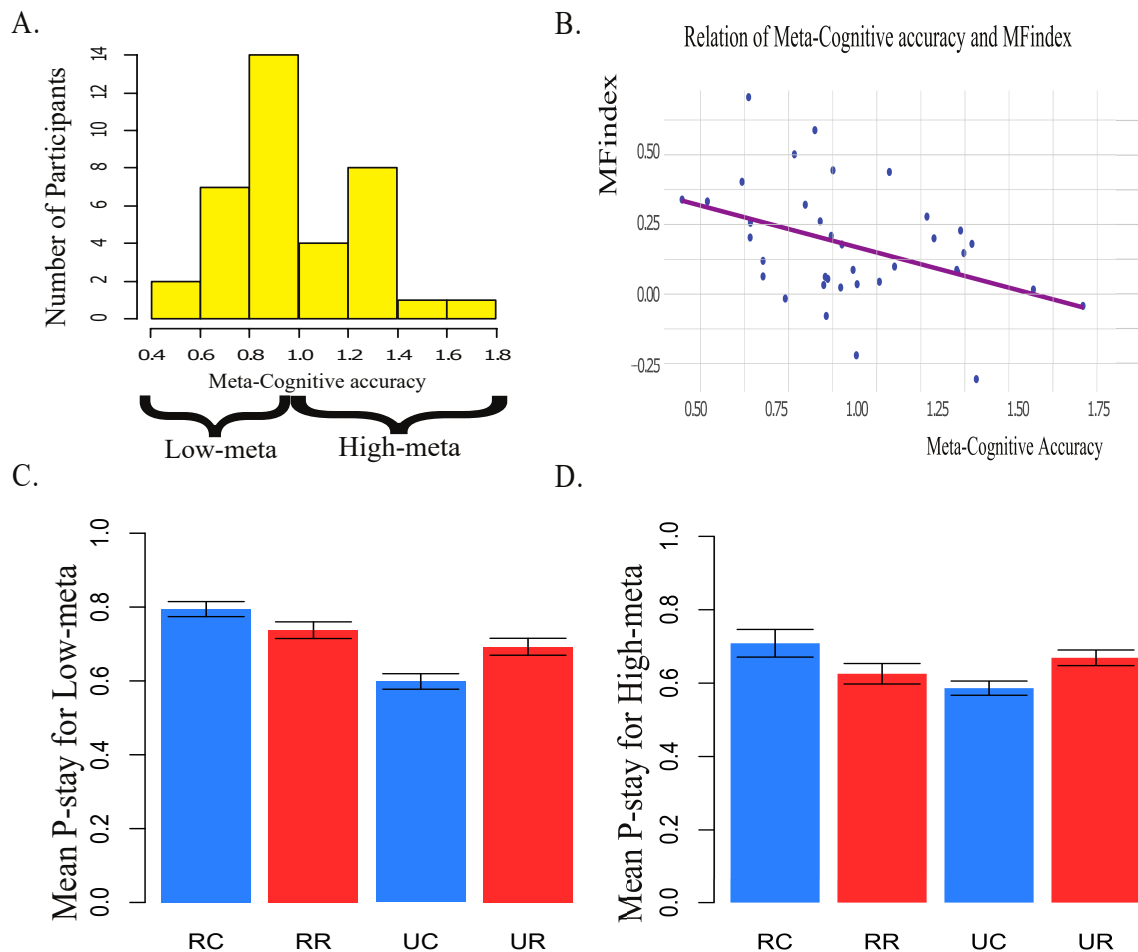 A.
Number of Participants
14
12
10
8
6
4
2
0
0.4 0.6 0.8 1.0 1.2 1.4 1.6 1.8
Meta-Cognitive accuracy
Low-meta High-meta
B.
Relation of Meta-Cognitive accuracy and MFindex
MFindex
0.50
0.25
0.00
−0.25
0.50 0.75 1.00 1.25 1.50 1.75
Meta-Cognitive Accuracy
C.
Mean P-stay for Low-meta
1.0
0.8
0.6
0.4
0.2
0.0
RC RR UC UR
D.
Mean P-stay for High-meta
1.0
0.8
0.6
0.4
0.2
0.0
RC RR UC UR